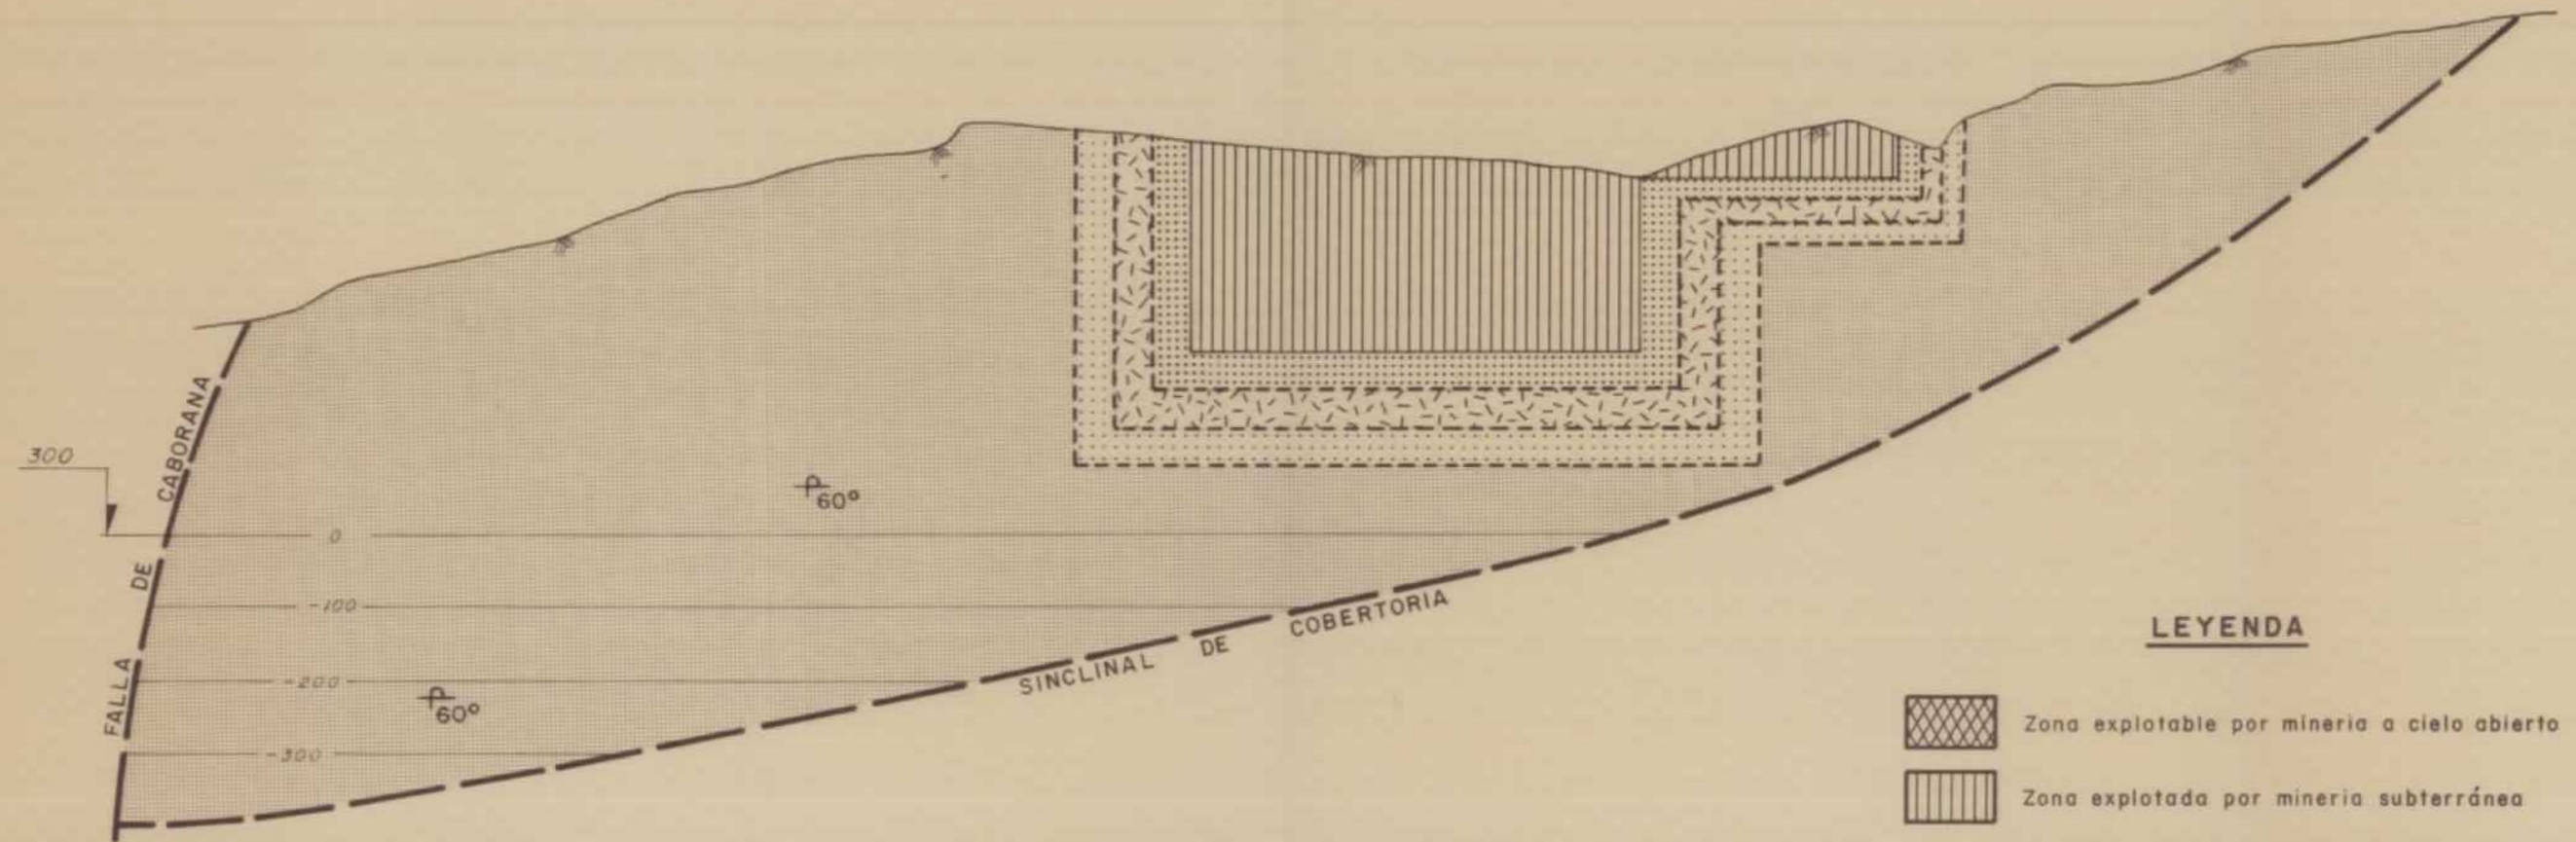 FALLA DE CABORANA
300
0
-100
-200
-300
60°
60°
SINCLINAL DE COBERTORIA
LEYENDA
Zona explotable por mineria a cielo abierto
Zona explotada por mineria subterránea